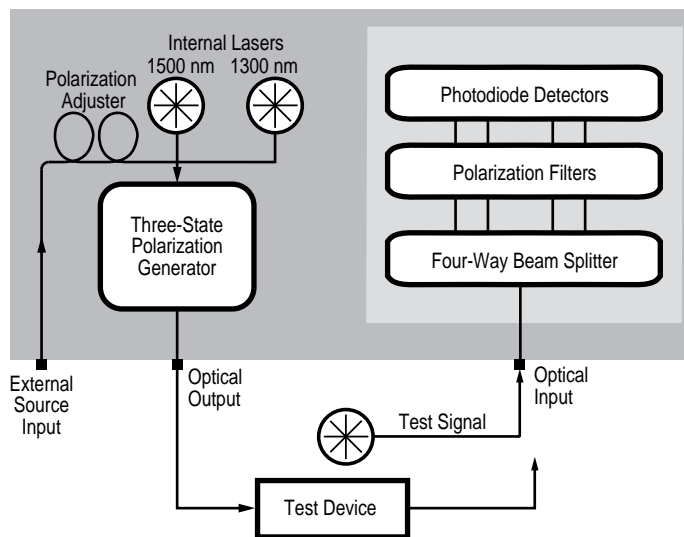 Internal Lasers
1500 nm 1300 nm
Polarization
Adjuster
Photodiode Detectors
Polarization Filters
Three-State
Polarization
Generator
Four-Way Beam Splitter
External
Source
Input
Optical
Output
Optical
Input
Test Signal
Test Device